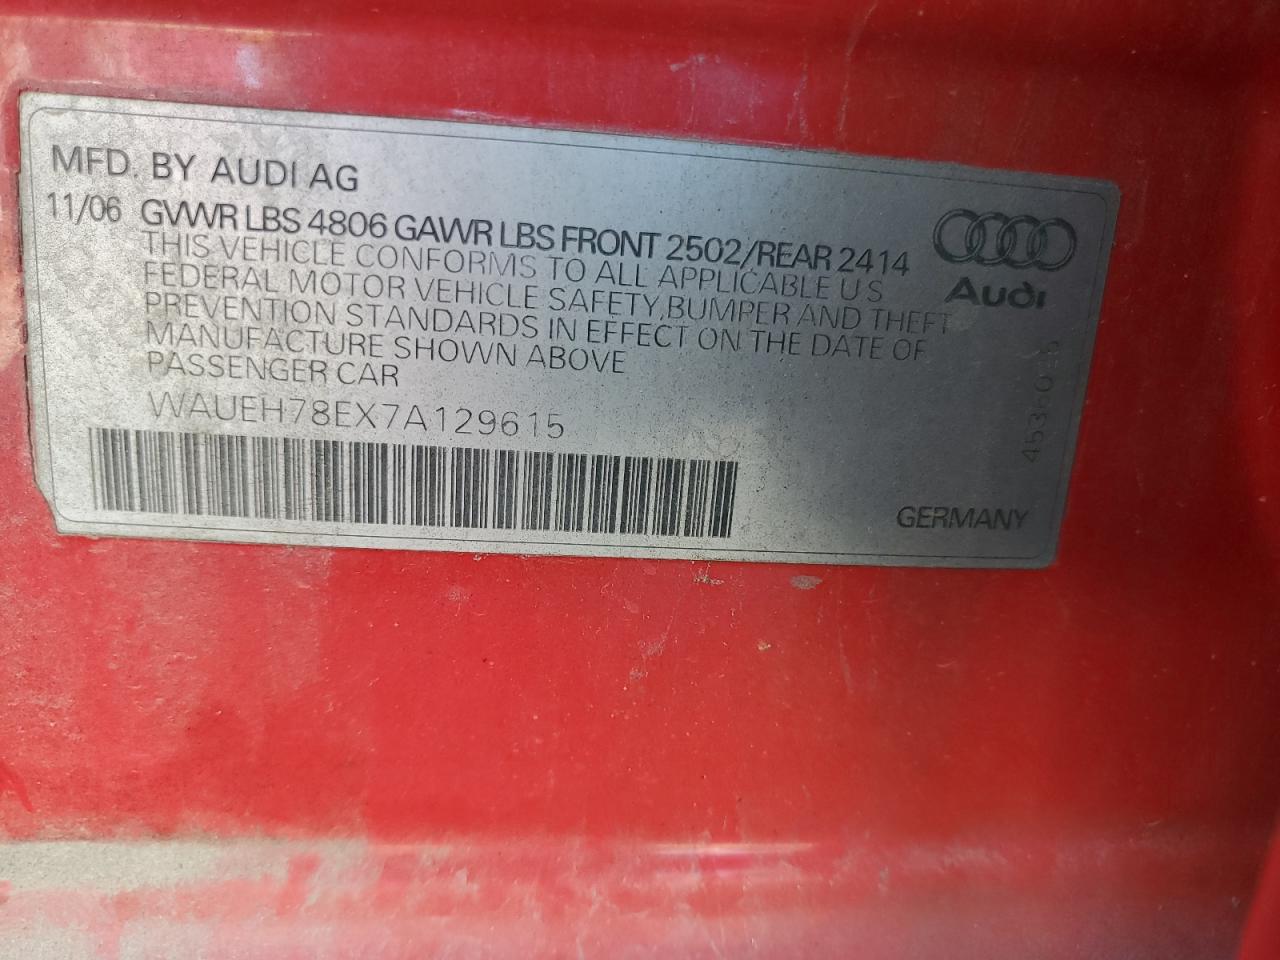 MFD. BY AUDI AG
11/06 GVWR LBS 4806 GAWR LBS FRONT 2502/REAR 2414
THIS VEHICLE CONFORMS TO ALL APPLICABLE U S
FEDERAL MOTOR VEHICLE SAFETY, BUMPER AND THEFT
PREVENTION STANDARDS IN EFFECT ON THE DATE OF
MANUFACTURE SHOWN ABOVE
PASSENGER CAR
WAUEH78EX7A129615
Audi
GERMANY